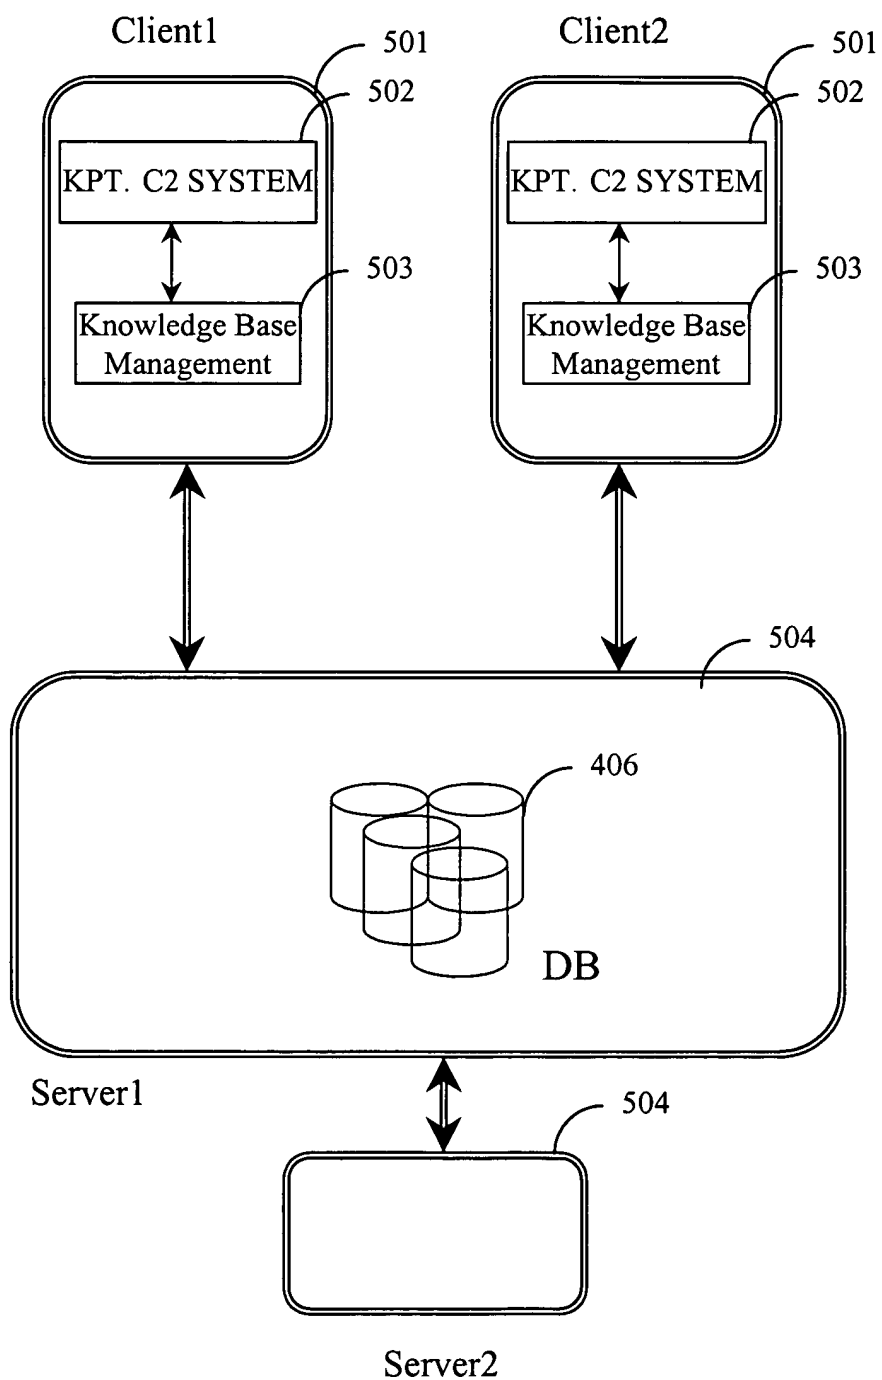 Client1
501
502
KPT. C2 SYSTEM
503
Knowledge Base
Management
Client2
501
502
KPT. C2 SYSTEM
503
Knowledge Base
Management
504
406
DB
Server1
504
Server2